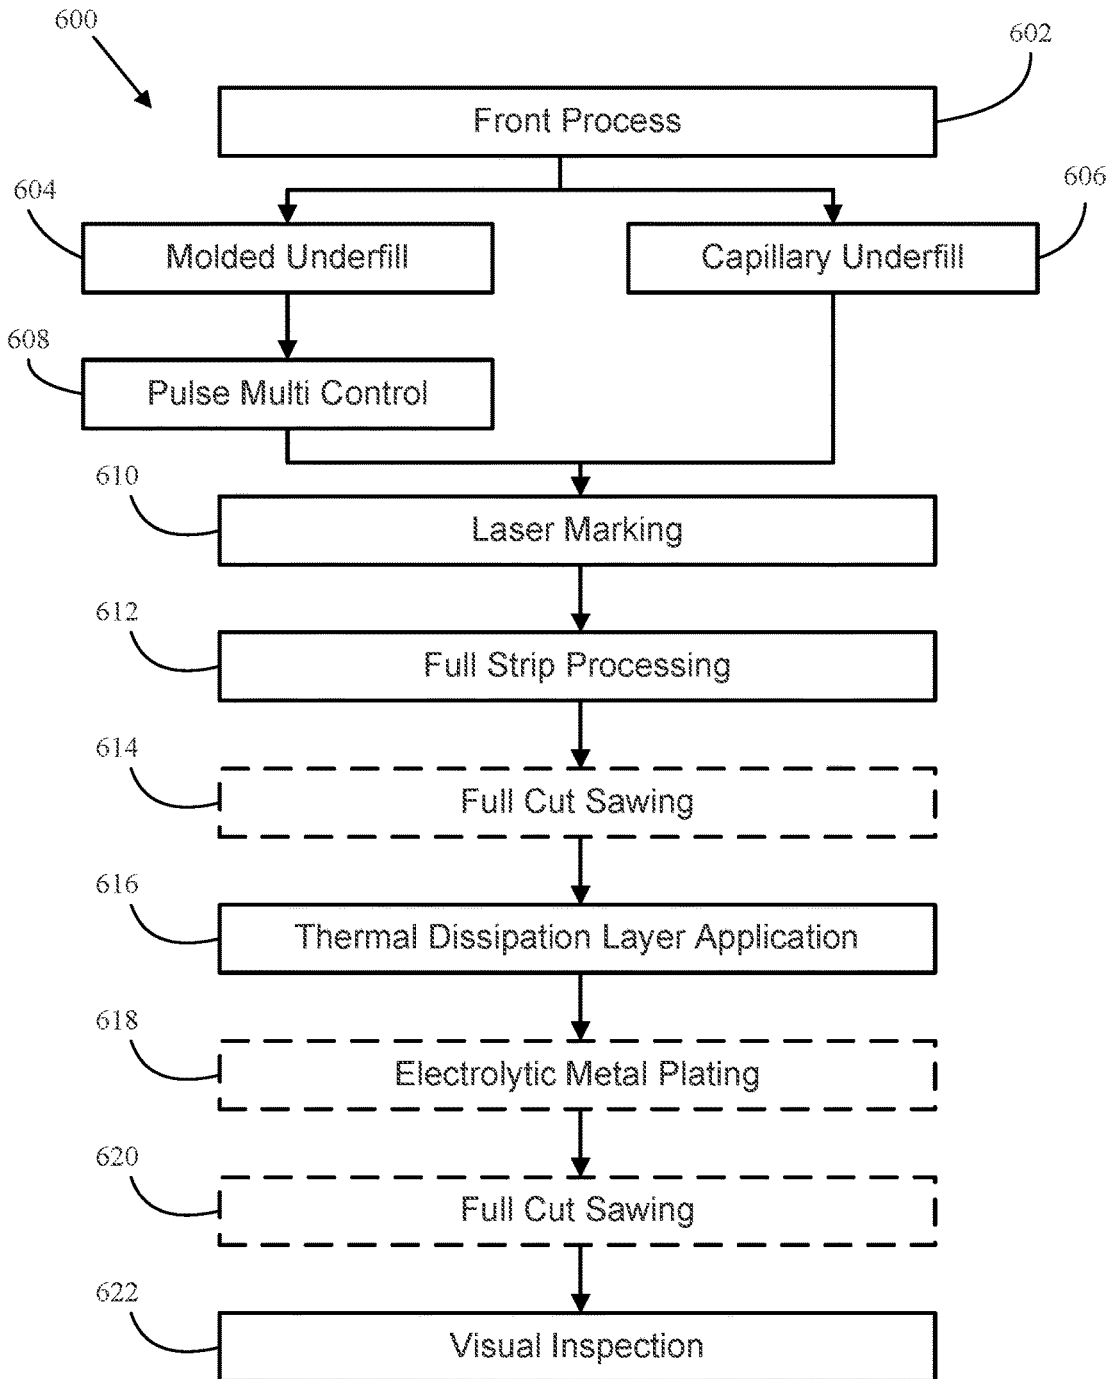 600
602
Front Process
604
606
Molded Underfill
Capillary Underfill
608
Pulse Multi Control
610
Laser Marking
612
Full Strip Processing
614
Full Cut Sawing
616
Thermal Dissipation Layer Application
618
Electrolytic Metal Plating
620
Full Cut Sawing
622
Visual Inspection